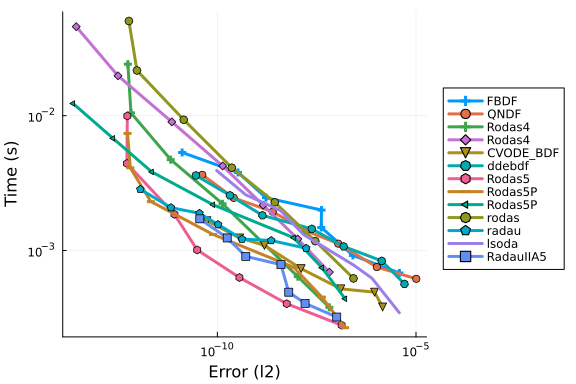 Time (s)
10⁻²
10⁻³
10⁻¹⁰
10⁻⁵
Error (l2)
FBDF
QNDF
Rodas4
Rodas4
CVODE_BDF
ddebdf
Rodas5
Rodas5P
Rodas5P
rodas
radau
lsoda
RadauIIA5